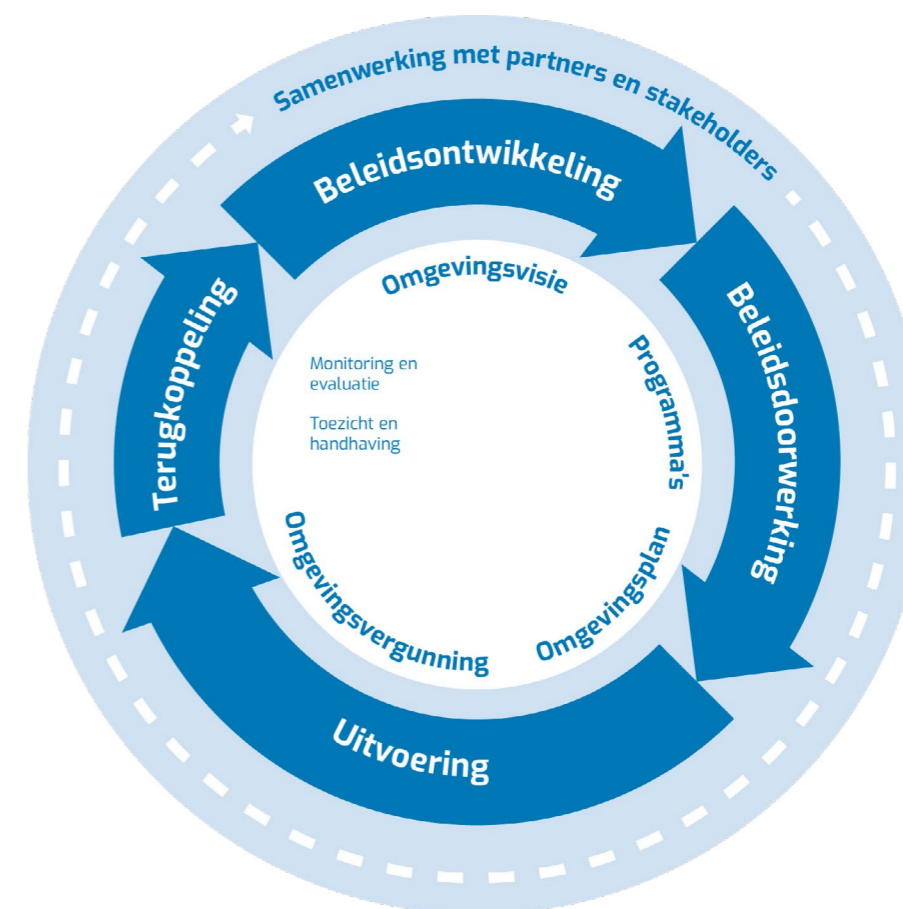 Samenwerking met partners en stakeholders
Beleidsontwikkeling
Beleidsdoorwerking
Uitvoering
Terugkoppeling
Omgevingsvisie
Programma's
Omgevingsplan
Omgevingsvergunning
Monitoring en
evaluatie
Toezicht en
handhaving